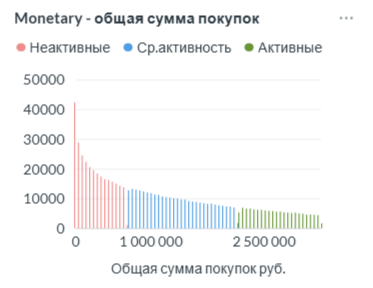 Monetary - общая сумма покупок
Неактивные Ср.активность Активные
50000
40000
30000
20000
10000
0
0 1 000 000 2 500 000
Общая сумма покупок руб.